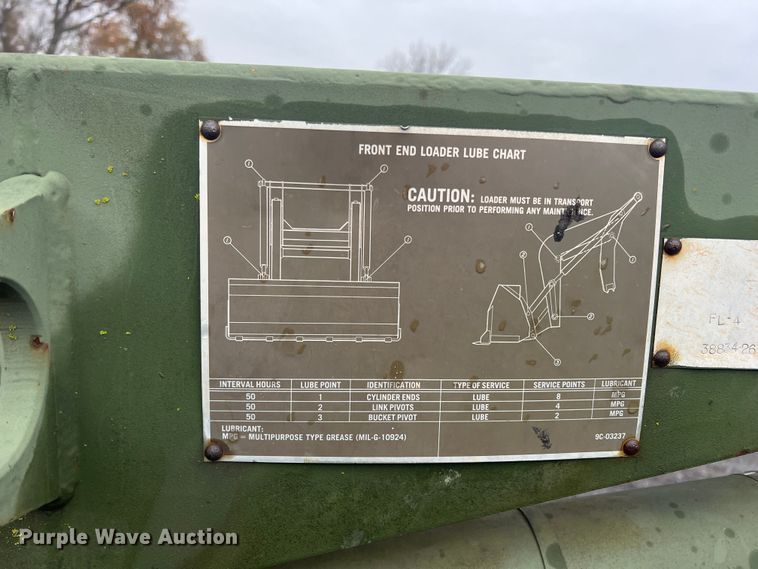 FRONT END LOADER LUBE CHART
CAUTION: LOADER MUST BE IN TRANSPORT
POSITION PRIOR TO PERFORMING ANY MAINTENANCE.
INTERVAL HOURS LUBE POINT IDENTIFICATION TYPE OF SERVICE SERVICE POINTS LUBRICANT
50 1 CYLINDER ENDS LUBE 8 MPG
50 2 LINK PIVOTS LUBE 4 MPG
50 3 BUCKET PIVOT LUBE 2 MPG
LUBRICANT:
MPG – MULTIPURPOSE TYPE GREASE (MIL-G-10924) 9C-03237
FL-4
Purple Wave Auction